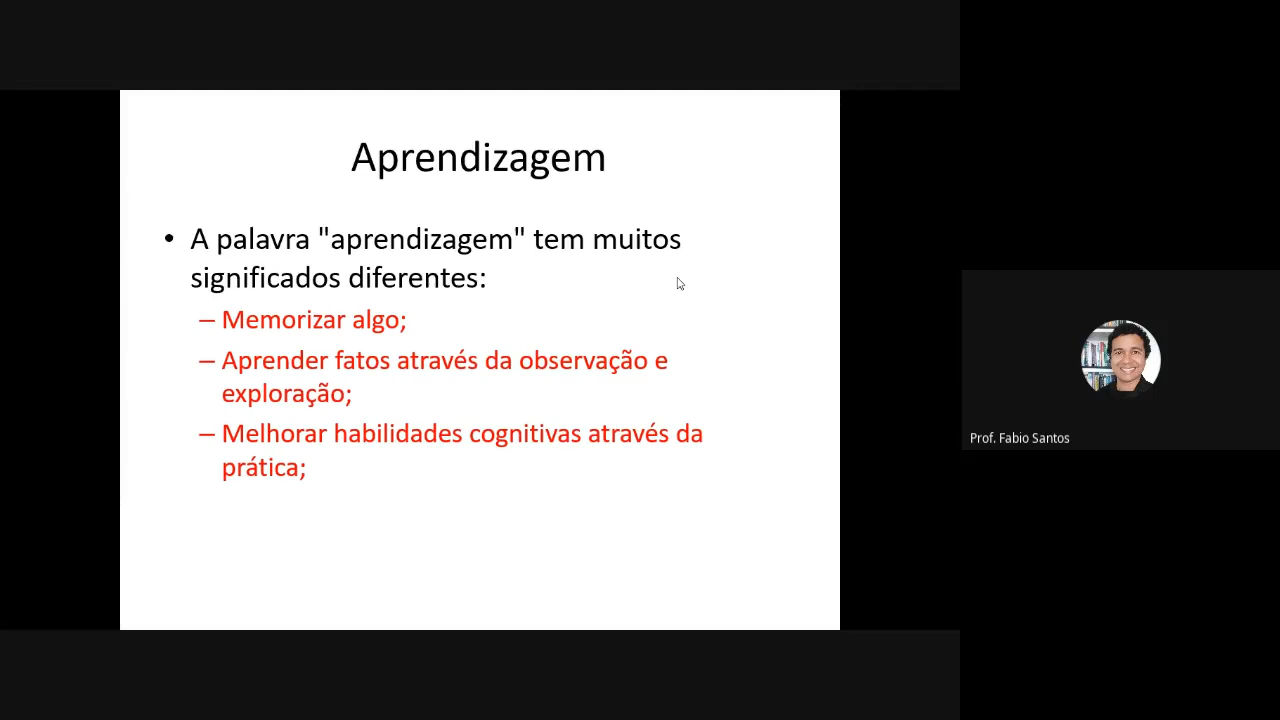 Aprendizagem
• A palavra "aprendizagem" tem muitos
significados diferentes:
– Memorizar algo;
– Aprender fatos através da observação e
exploração;
– Melhorar habilidades cognitivas através da
prática;
Prof. Fabio Santos